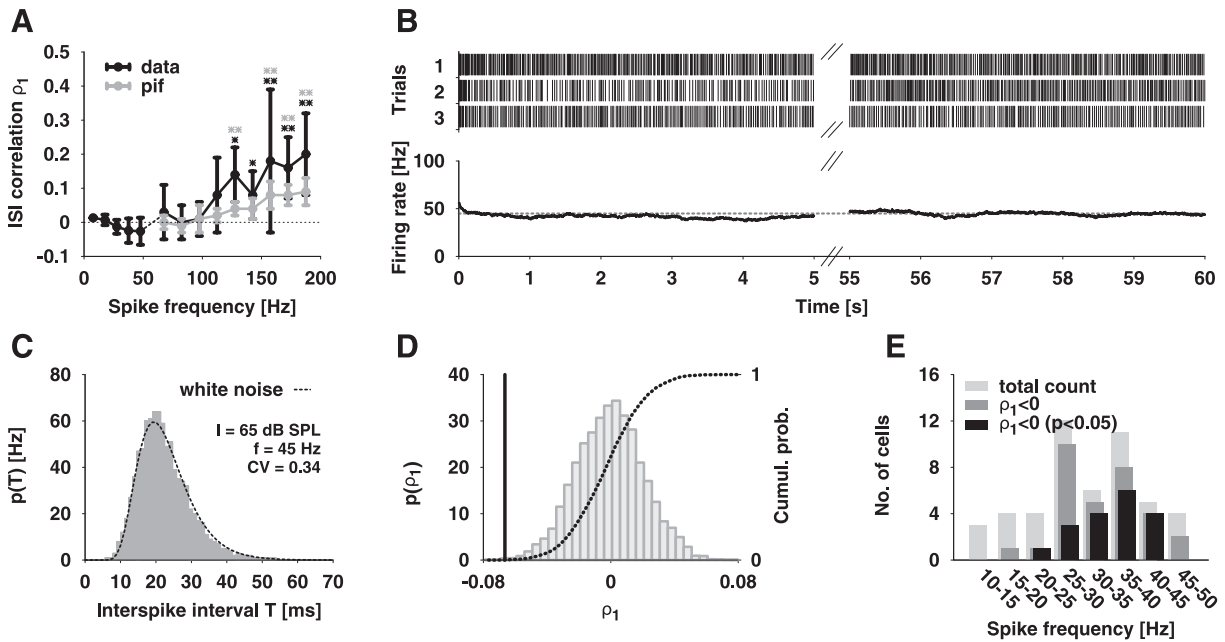 A
ISI correlation ρ1
0.5
0.4
0.3
0.2
0.1
0
-0.1
data
pif
**
*
**
*
**
**
**
**
**
**
0
50
100
150
200
Spike frequency [Hz]
B
Trials
1
2
3
Firing rate [Hz]
100
50
0
0
1
2
3
4
5
55
56
57
58
59
60
Time [s]
C
p(T) [Hz]
80
60
40
20
0
white noise
I = 65 dB SPL
f = 45 Hz
CV = 0.34
0
10
20
30
40
50
60
70
Interspike interval T [ms]
D
p(ρ1)
40
30
20
10
0
1
0
Cumul. prob.
-0.08
0
0.08
ρ1
E
No. of cells
16
12
8
4
0
total count
ρ1<0
ρ1<0 (p<0.05)
10-15
15-20
20-25
25-30
30-35
35-40
40-45
45-50
Spike frequency [Hz]